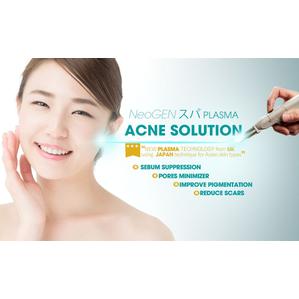 NeoGEN スパ PLASMA
ACNE SOLUTION
"NEW PLASMA TECHNOLOGY from UK
using JAPAN technique for Asian skin types"
SEBUM SUPPRESSION
PORES MINIMIZER
IMPROVE PIGMENTATION
REDUCE SCARS